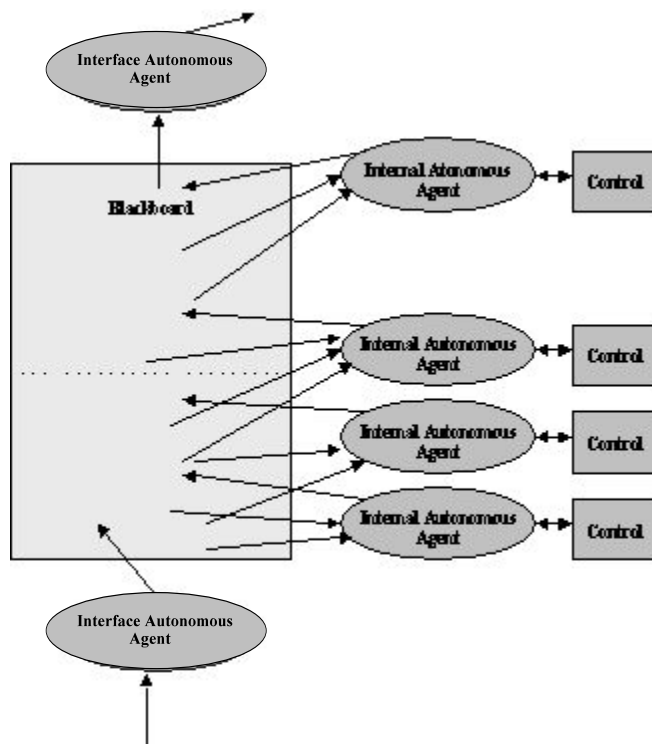 Interface Autonomous
Agent
Blackboard
Internal Autonomous
Agent
Control
Internal Autonomous
Agent
Control
Internal Autonomous
Agent
Control
Internal Autonomous
Agent
Control
Interface Autonomous
Agent